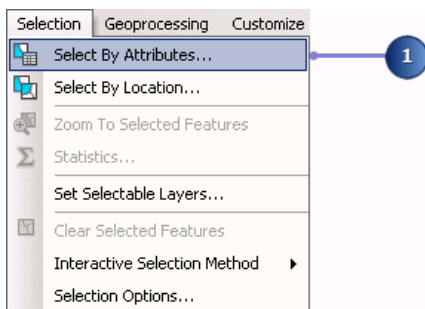 Selection Geoprocessing Customize
Select By Attributes... 1
Select By Location...
Zoom To Selected Features
Statistics...
Set Selectable Layers...
Clear Selected Features
Interactive Selection Method
Selection Options...